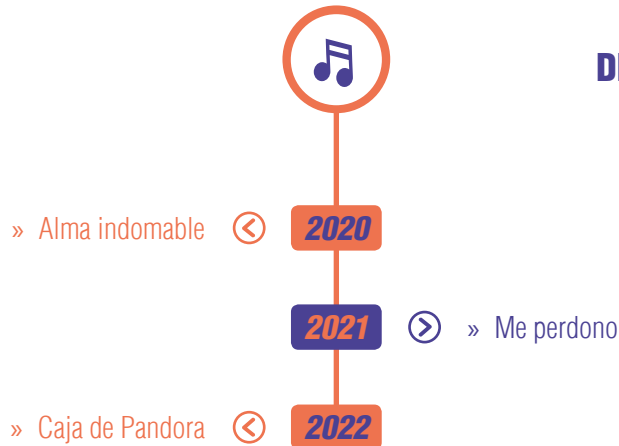 » Alma indomable
2020
2021
» Me perdono
» Caja de Pandora
2022